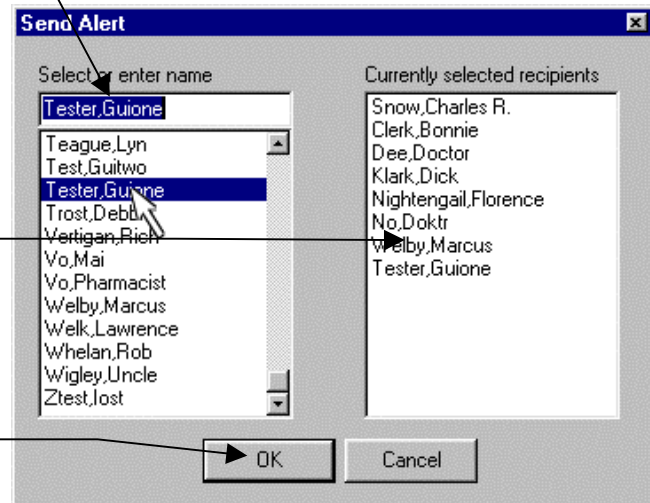 Send Alert
Select or enter name
Tester,Guione
Teague,Lyn
Test,Guitwo
Tester,Guione
Trost,Debbi
Vertigan,Rich
Vo,Mai
Vo,Pharmacist
Welby,Marcus
Welk,Lawrence
Whelan,Rob
Wigley,Uncle
Ztest,lost
Currently selected recipients
Snow,Charles R.
Clerk,Bonnie
Dee,Doctor
Klark,Dick
Nightengail,Florence
No,Doktr
Welby,Marcus
Tester,Guione
OK
Cancel